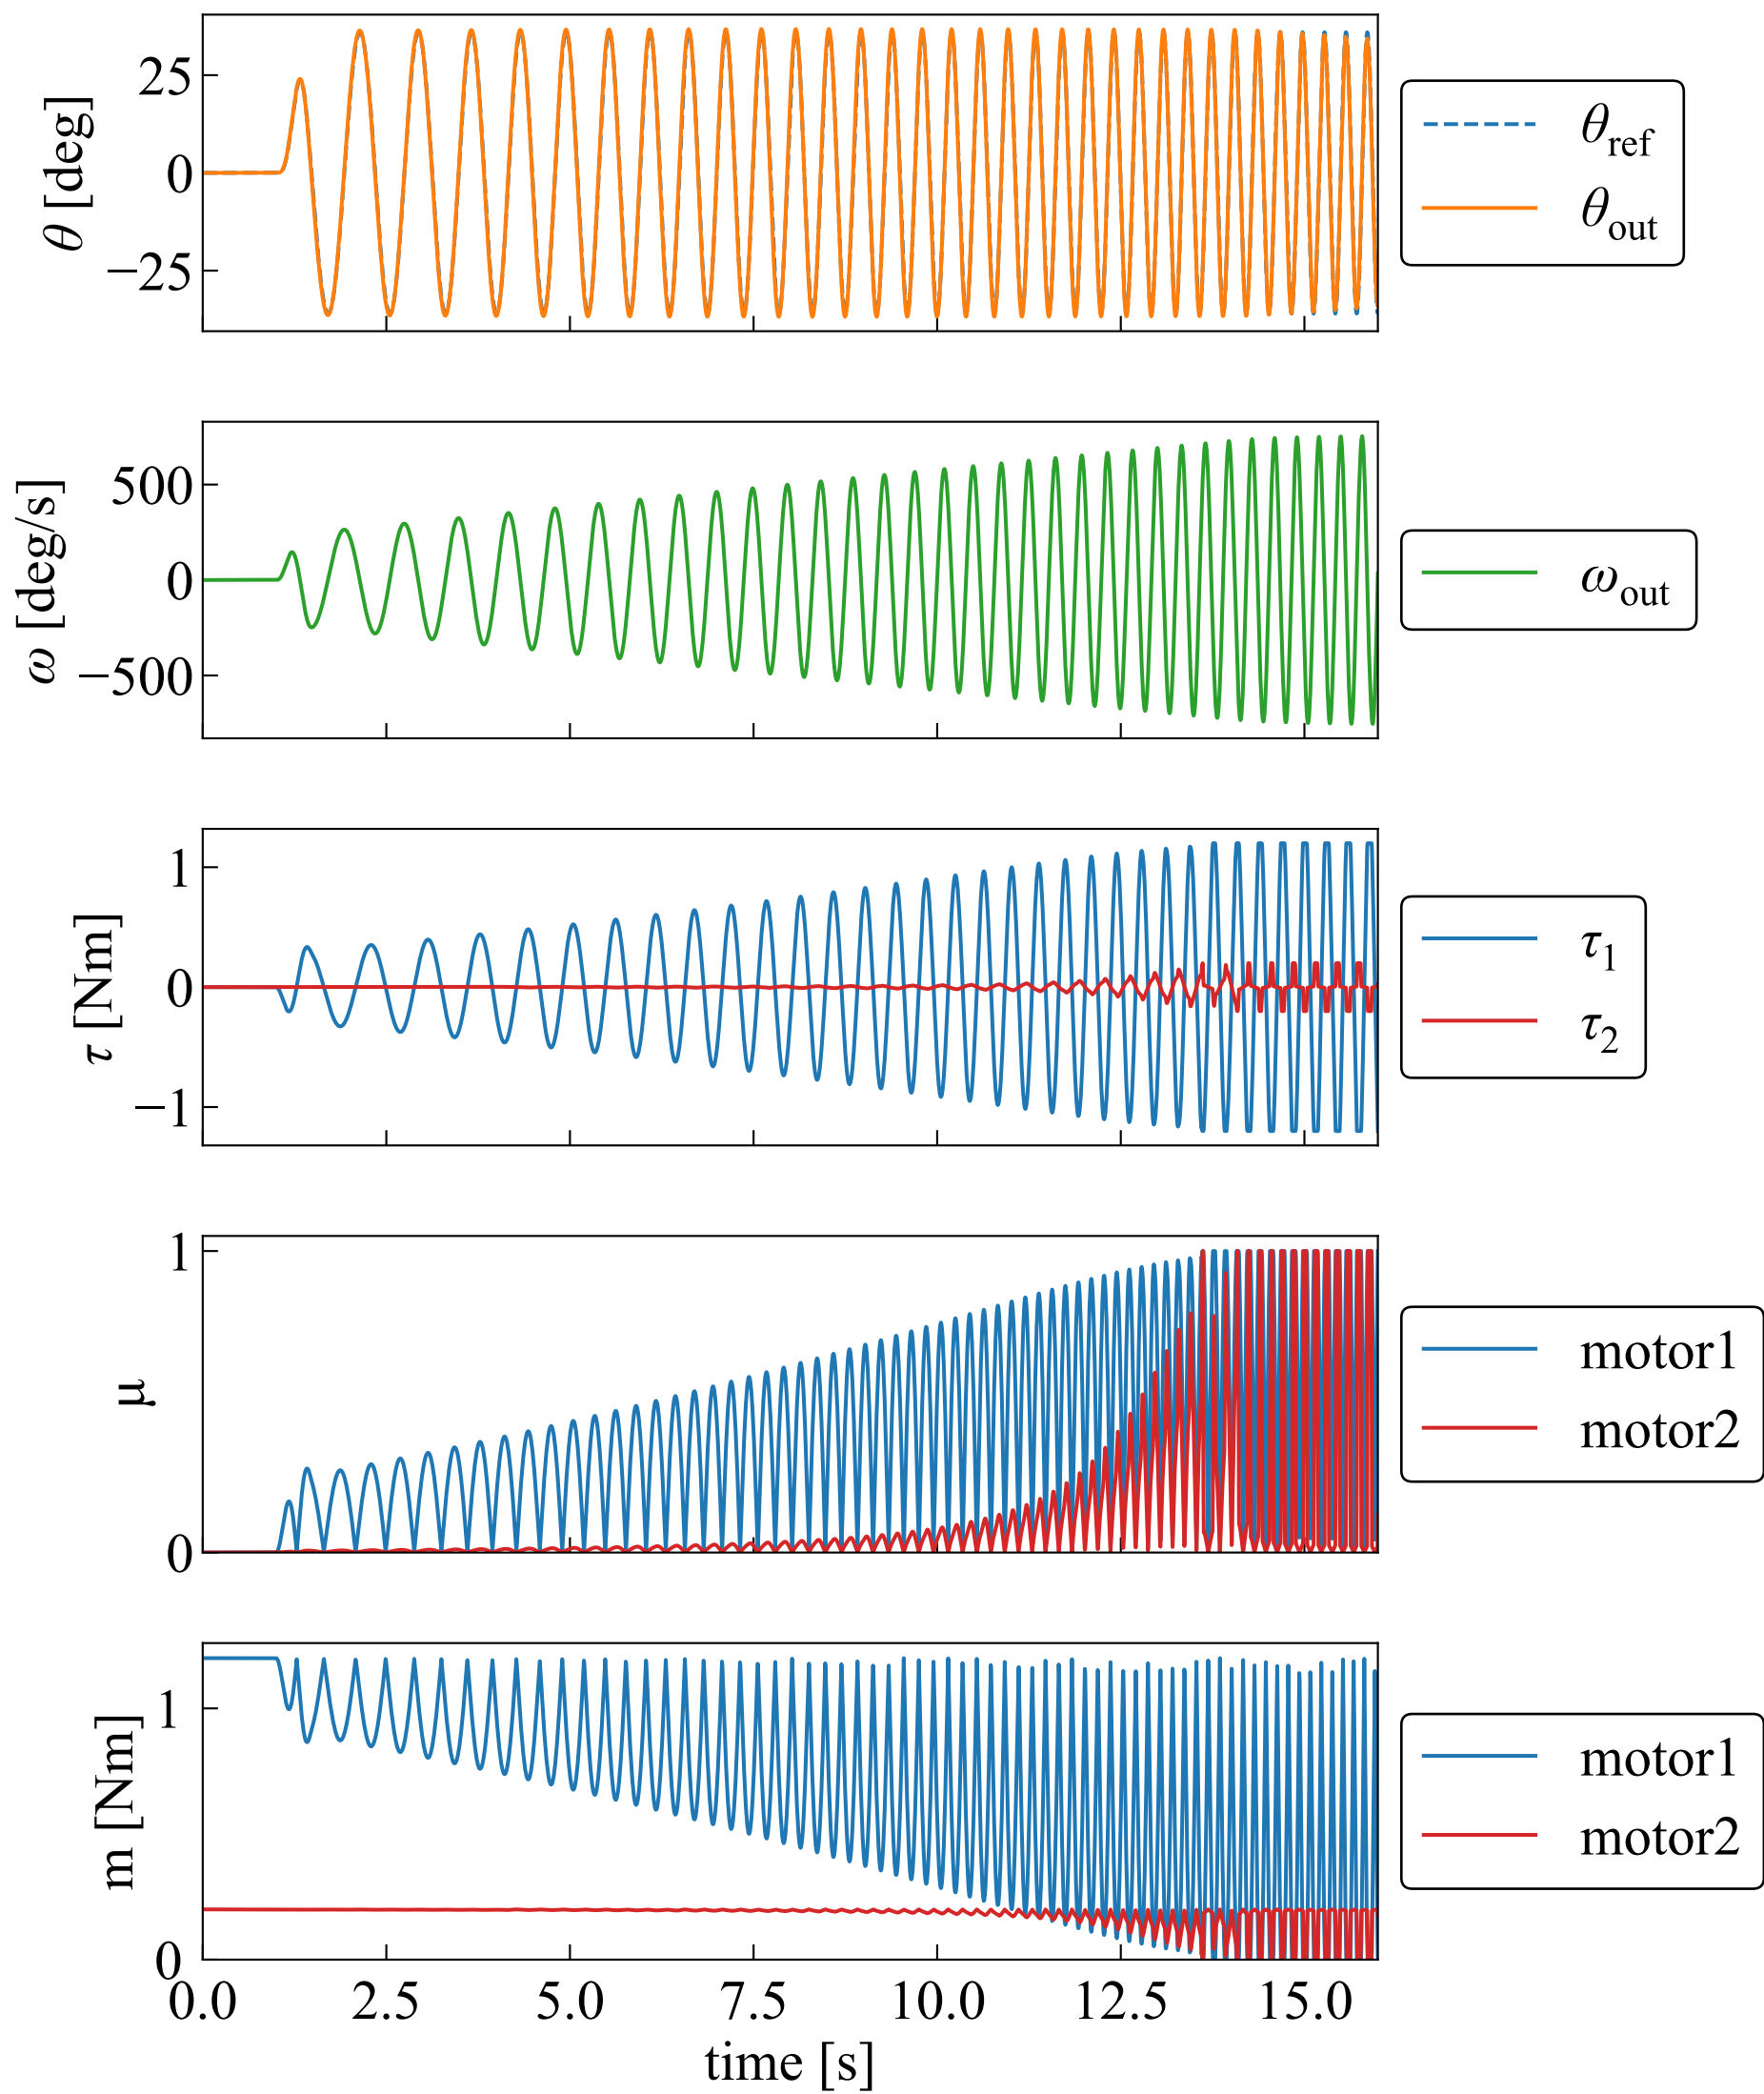 θ [deg]
25
0
−25
θref
θout
ω [deg/s]
500
0
−500
ωout
τ [Nm]
1
0
−1
τ1
τ2
μ
1
0
motor1
motor2
m [Nm]
1
0
motor1
motor2
0.0 2.5 5.0 7.5 10.0 12.5 15.0
time [s]